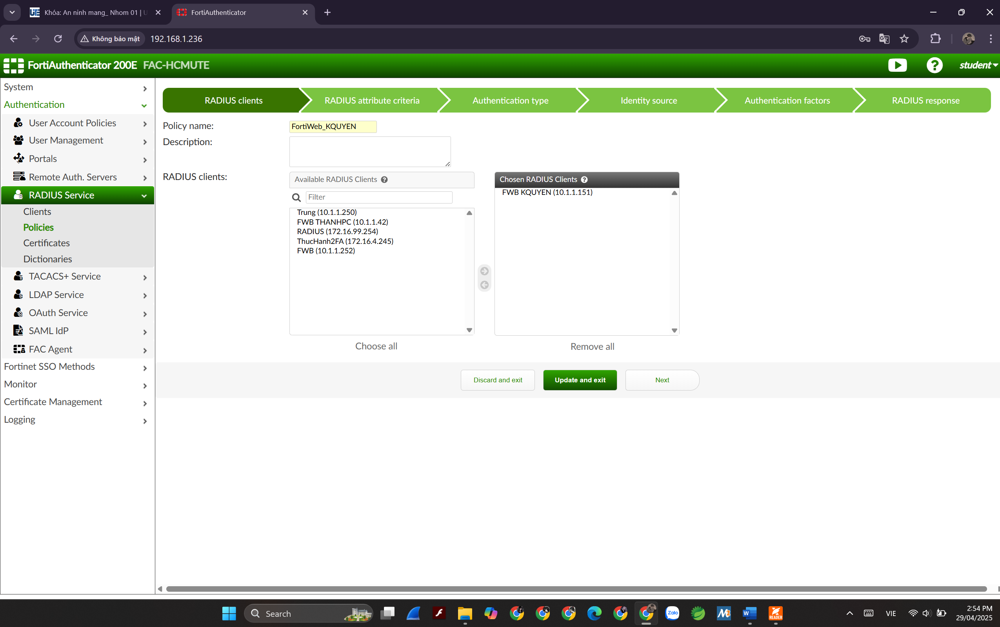 Khóa: An ninh mang_ Nhom 01 | U
FortiAuthenticator
Không bảo mật
192.168.1.236
FortiAuthenticator 200E FAC-HCMUTE
student
System
Authentication
User Account Policies
User Management
Portals
Remote Auth. Servers
RADIUS Service
Clients
Policies
Certificates
Dictionaries
TACACS+ Service
LDAP Service
OAuth Service
SAML IdP
FAC Agent
Fortinet SSO Methods
Monitor
Certificate Management
Logging
RADIUS clients
RADIUS attribute criteria
Authentication type
Identity source
Authentication factors
RADIUS response
Policy name:
FortiWeb_KQUYEN
Description:
RADIUS clients:
Available RADIUS Clients ?
Filter
Trung (10.1.1.250)
FWB THANHPC (10.1.1.42)
RADIUS (172.16.99.254)
ThucHanh2FA (172.16.4.245)
FWB (10.1.1.252)
Choose all
Chosen RADIUS Clients ?
FWB KQUYEN (10.1.1.151)
Remove all
Discard and exit
Update and exit
Next
Search
Zalo
READER
VIE
2:54 PM
29/04/2025